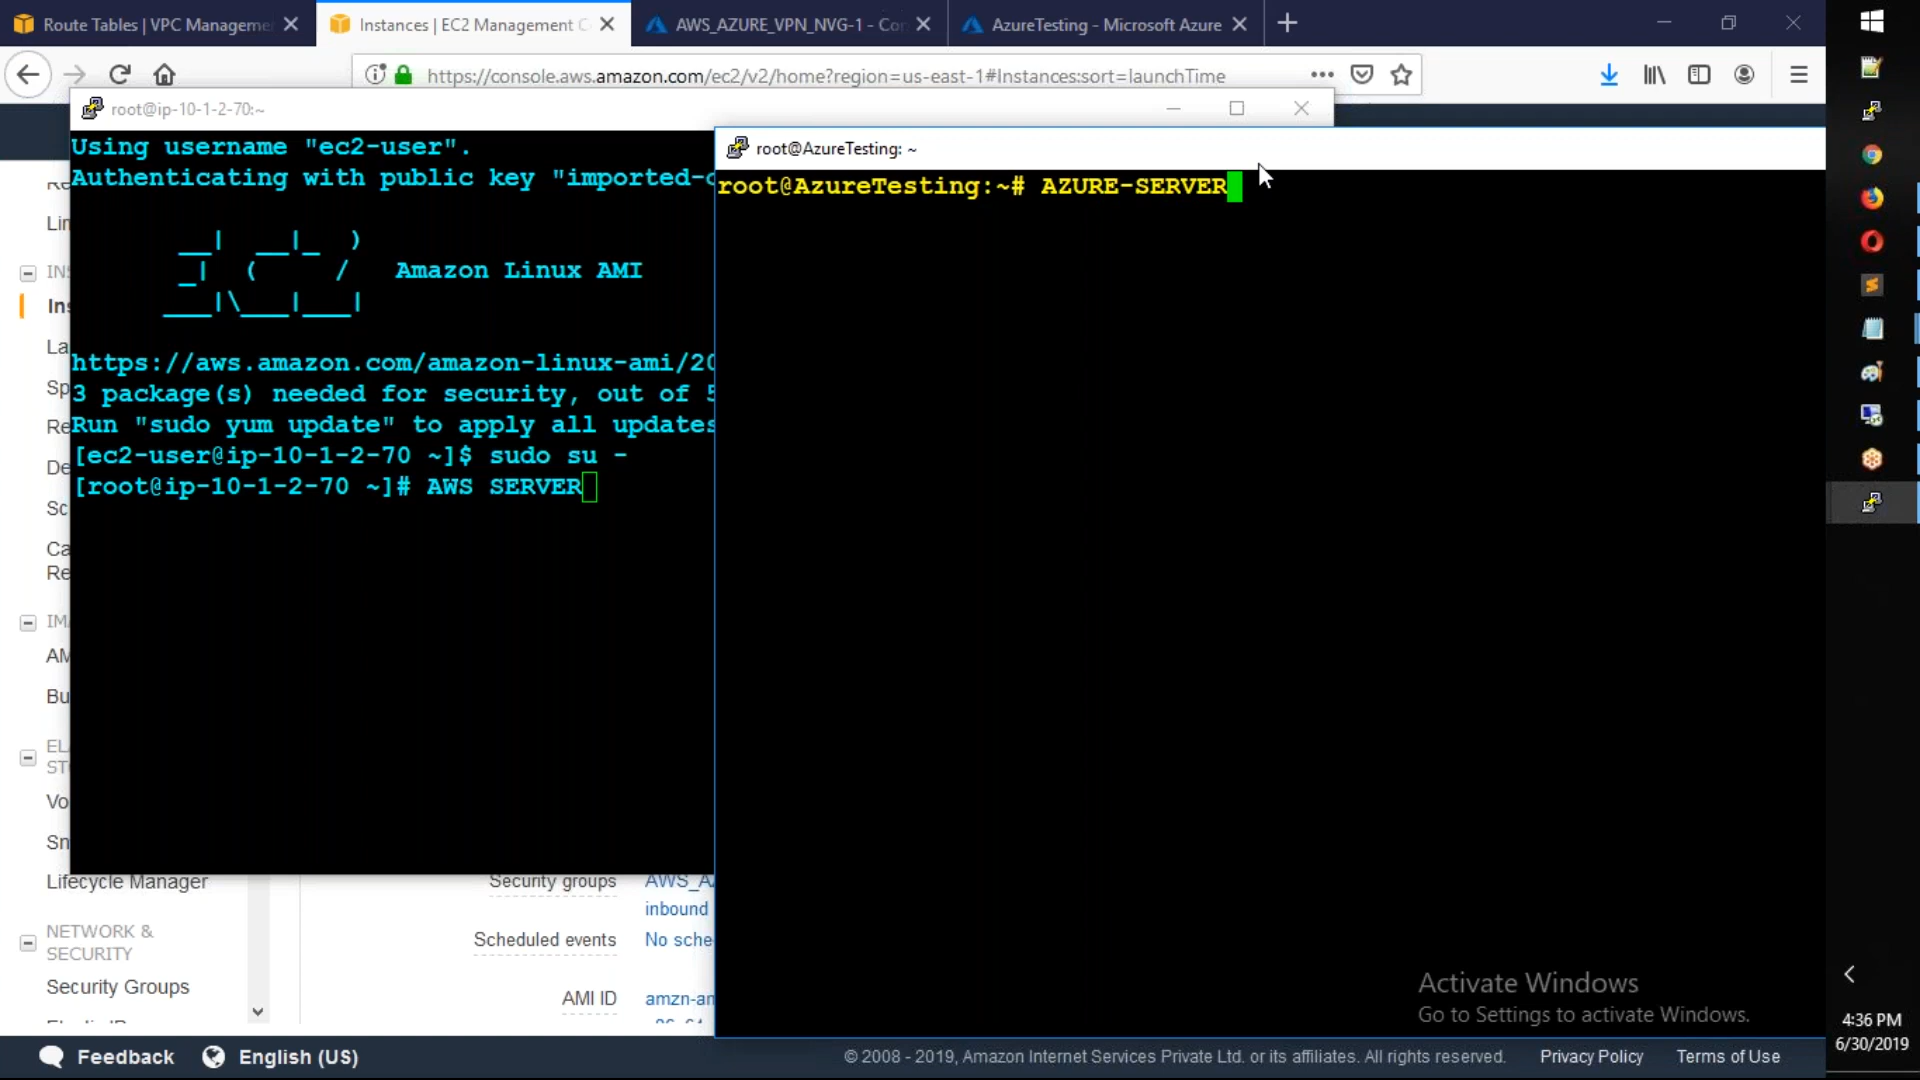 Route Tables | VPC Manageme
Instances | EC2 Management C
AWS_AZURE_VPN_NVG-1 - Co
AzureTesting - Microsoft Azure
https://console.aws.amazon.com/ec2/v2/home?region=us-east-1#Instances:sort=launchTime
root@ip-10-1-2-70:~
Using username "ec2-user".
Authenticating with public key "imported-
Amazon Linux AMI
https://aws.amazon.com/amazon-linux-ami/20
3 package(s) needed for security, out of 5
Run "sudo yum update" to apply all updates
[ec2-user@ip-10-1-2-70 ~]$ sudo su -
[root@ip-10-1-2-70 ~]# AWS SERVER
root@AzureTesting: ~
root@AzureTesting:~# AZURE-SERVER
Lin
INS
Ins
La
Sp
Re
De
Sc
Ca
Re
IM
AM
Bu
EL
ST
Vo
Sn
Lifecycle Manager
NETWORK &
SECURITY
Security Groups
Security groups
AWS_A
inbound
Scheduled events
No sche
AMI ID
amzn-am
Activate Windows
Go to Settings to activate Windows.
Feedback
English (US)
© 2008 - 2019, Amazon Internet Services Private Ltd. or its affiliates. All rights reserved.
Privacy Policy
Terms of Use
4:36 PM
6/30/2019